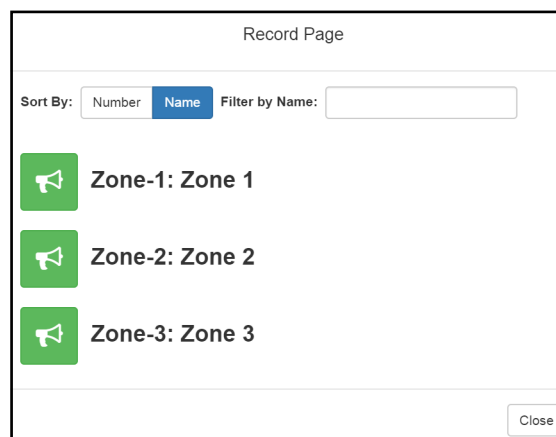 Record Page
Sort By: Number Name Filter by Name:
Zone-1: Zone 1
Zone-2: Zone 2
Zone-3: Zone 3
Close